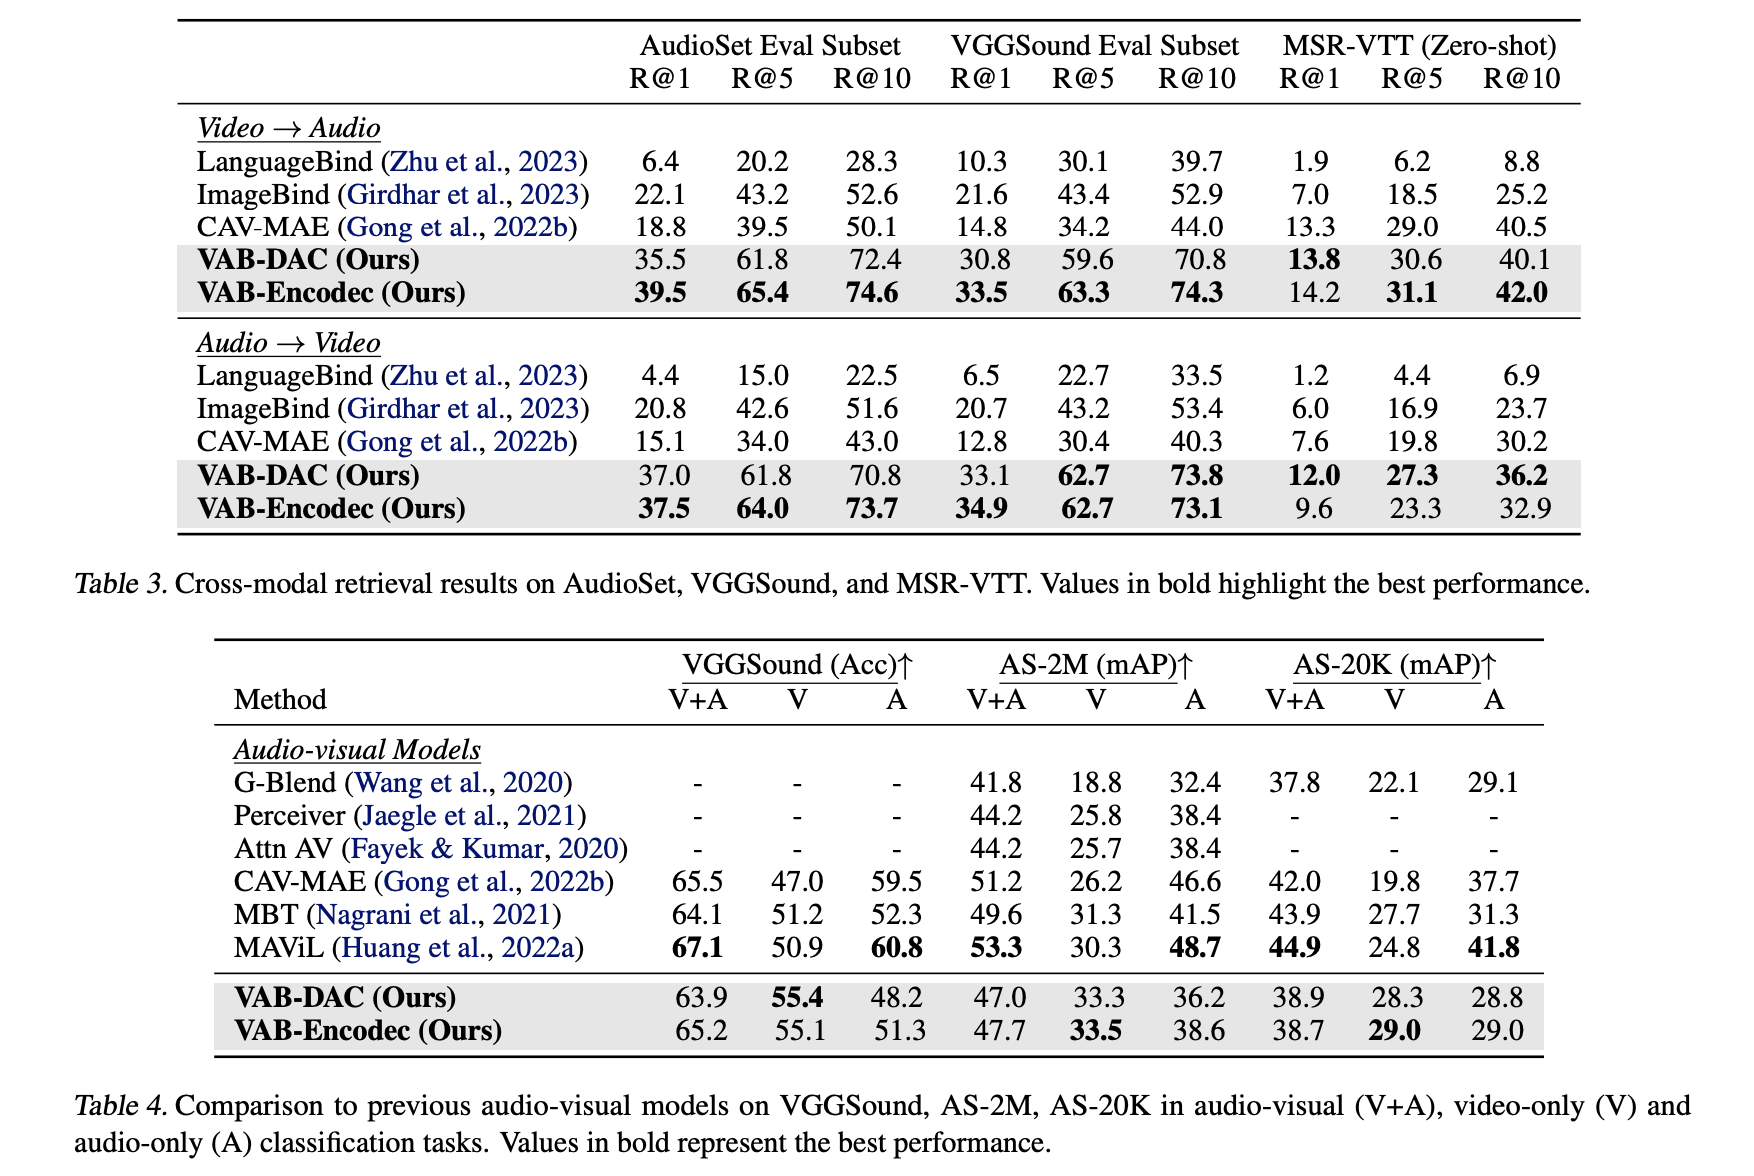 AudioSet Eval Subset VGGSound Eval Subset MSR-VTT (Zero-shot)
R@1 R@5 R@10 R@1 R@5 R@10 R@1 R@5 R@10
Video → Audio
LanguageBind (Zhu et al., 2023) 6.4 20.2 28.3 10.3 30.1 39.7 1.9 6.2 8.8
ImageBind (Girdhar et al., 2023) 22.1 43.2 52.6 21.6 43.4 52.9 7.0 18.5 25.2
CAV-MAE (Gong et al., 2022b) 18.8 39.5 50.1 14.8 34.2 44.0 13.3 29.0 40.5
VAB-DAC (Ours) 35.5 61.8 72.4 30.8 59.6 70.8 13.8 30.6 40.1
VAB-Encodec (Ours) 39.5 65.4 74.6 33.5 63.3 74.3 14.2 31.1 42.0
Audio → Video
LanguageBind (Zhu et al., 2023) 4.4 15.0 22.5 6.5 22.7 33.5 1.2 4.4 6.9
ImageBind (Girdhar et al., 2023) 20.8 42.6 51.6 20.7 43.2 53.4 6.0 16.9 23.7
CAV-MAE (Gong et al., 2022b) 15.1 34.0 43.0 12.8 30.4 40.3 7.6 19.8 30.2
VAB-DAC (Ours) 37.0 61.8 70.8 33.1 62.7 73.8 12.0 27.3 36.2
VAB-Encodec (Ours) 37.5 64.0 73.7 34.9 62.7 73.1 9.6 23.3 32.9
Table 3. Cross-modal retrieval results on AudioSet, VGGSound, and MSR-VTT. Values in bold highlight the best performance.
VGGSound (Acc)↑ AS-2M (mAP)↑ AS-20K (mAP)↑
Method V+A V A V+A V A V+A V A
Audio-visual Models
G-Blend (Wang et al., 2020) - - - 41.8 18.8 32.4 37.8 22.1 29.1
Perceiver (Jaegle et al., 2021) - - - 44.2 25.8 38.4 - - -
Attn AV (Fayek & Kumar, 2020) - - - 44.2 25.7 38.4 - - -
CAV-MAE (Gong et al., 2022b) 65.5 47.0 59.5 51.2 26.2 46.6 42.0 19.8 37.7
MBT (Nagrani et al., 2021) 64.1 51.2 52.3 49.6 31.3 41.5 43.9 27.7 31.3
MAViL (Huang et al., 2022a) 67.1 50.9 60.8 53.3 30.3 48.7 44.9 24.8 41.8
VAB-DAC (Ours) 63.9 55.4 48.2 47.0 33.3 36.2 38.9 28.3 28.8
VAB-Encodec (Ours) 65.2 55.1 51.3 47.7 33.5 38.6 38.7 29.0 29.0
Table 4. Comparison to previous audio-visual models on VGGSound, AS-2M, AS-20K in audio-visual (V+A), video-only (V) and
audio-only (A) classification tasks. Values in bold represent the best performance.